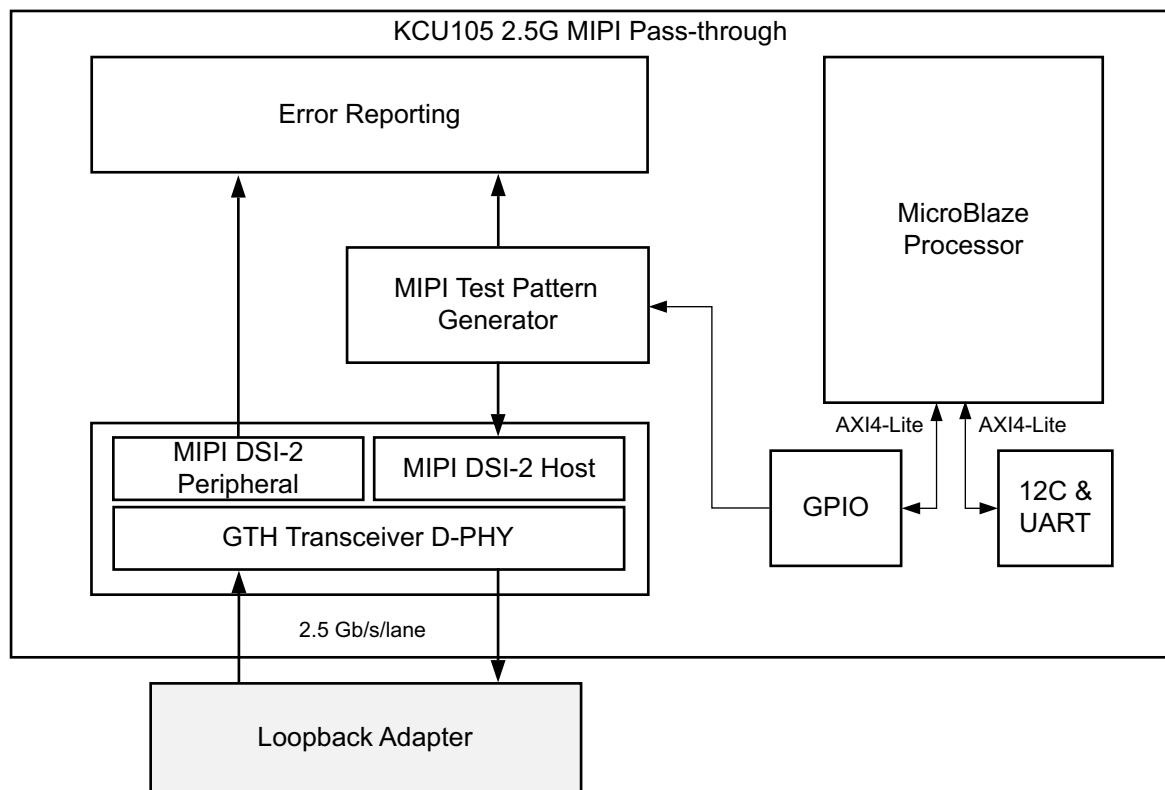 KCU105 2.5G MIPI Pass-through
Error Reporting
MicroBlaze
Processor
MIPI Test Pattern
Generator
AXI4-Lite
AXI4-Lite
MIPI DSI-2
Peripheral
MIPI DSI-2 Host
GPIO
12C &
UART
GTH Transceiver D-PHY
2.5 Gb/s/lane
Loopback Adapter